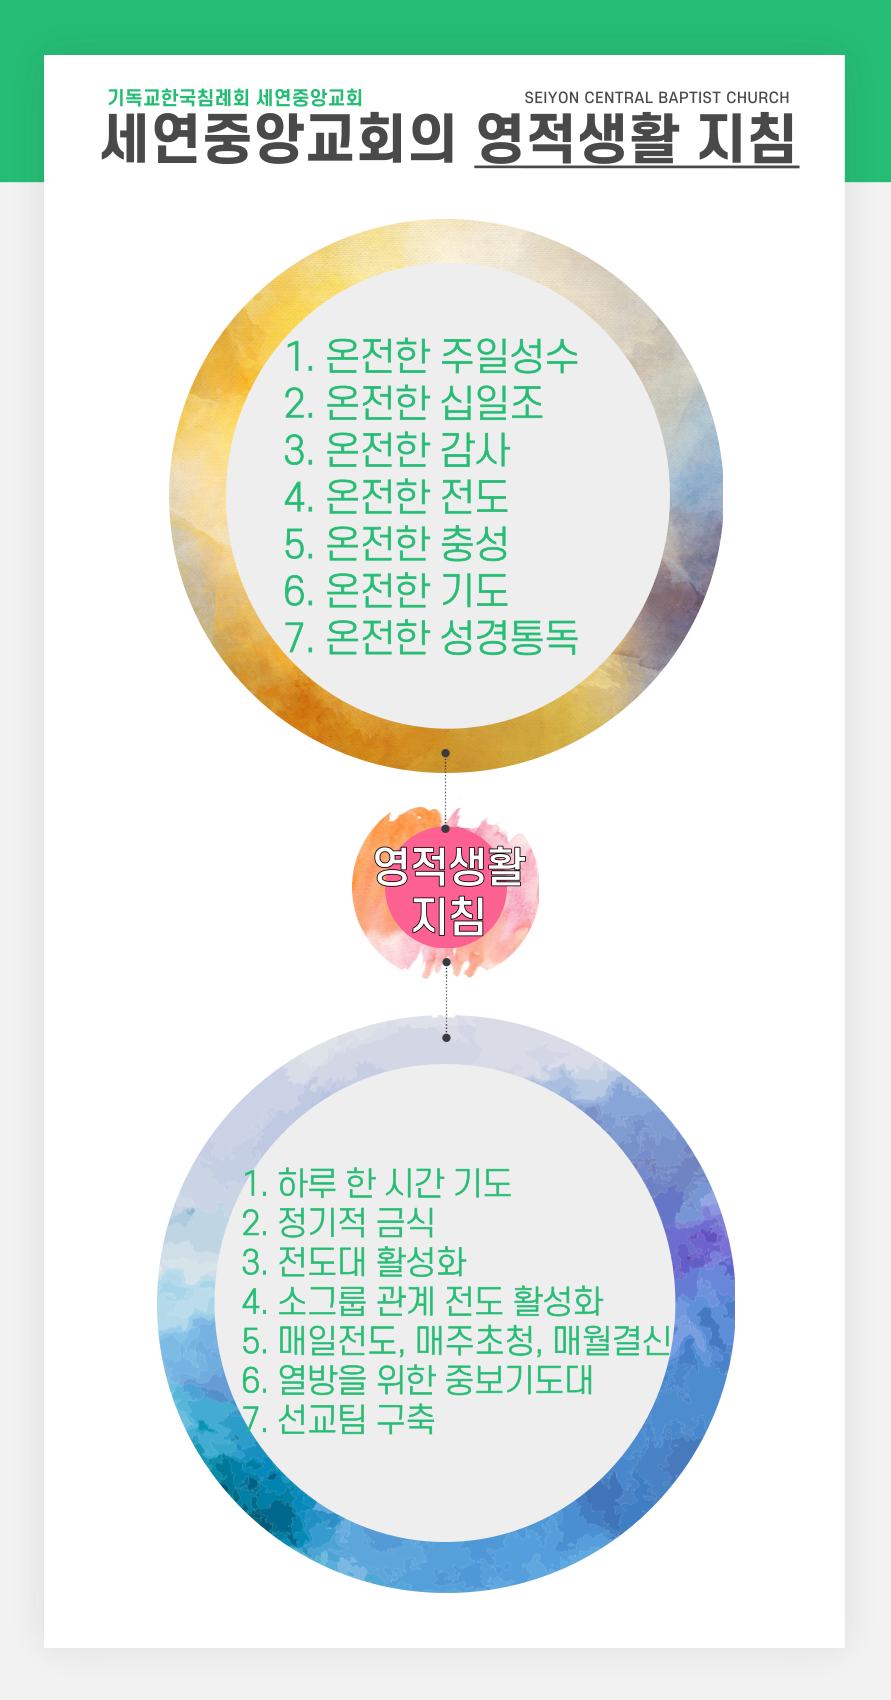 기독교한국침례회 세연중앙교회
SEIYON CENTRAL BAPTIST CHURCH
세연중앙교회의 영적생활 지침
1. 온전한 주일성수
2. 온전한 십일조
3. 온전한 감사
4. 온전한 전도
5. 온전한 충성
6. 온전한 기도
7. 온전한 성경통독
영적생활
지침
1. 하루 한 시간 기도
2. 정기적 금식
3. 전도대 활성화
4. 소그룹 관계 전도 활성화
5. 매일전도, 매주초청, 매월결신
6. 열방을 위한 중보기도대
7. 선교팀 구축